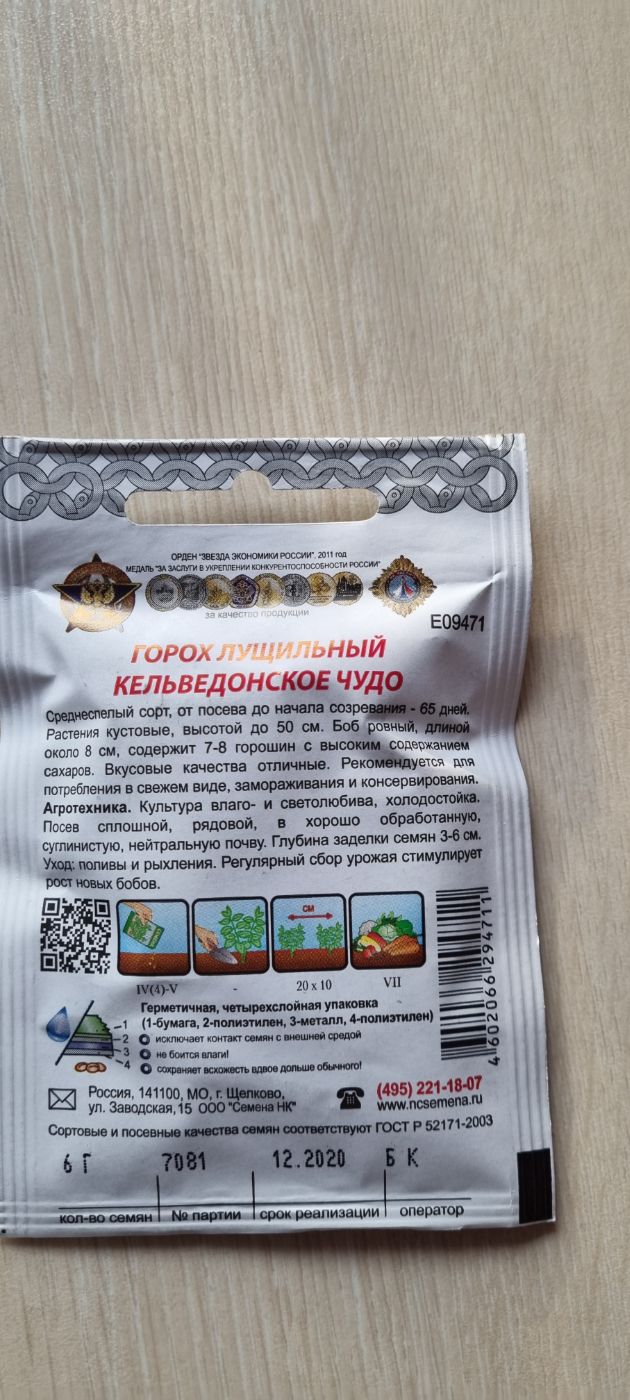 ОРДЕН "ЗВЕЗДА ЭКОНОМИКИ РОССИИ", 2011 год
МЕДАЛЬ "ЗА ЗАСЛУГИ В УКРЕПЛЕНИИ КОНКУРЕНТОСПОСОБНОСТИ РОССИИ"
за качество продукции
Е09471
ГОРОХ ЛУЩИЛЬНЫЙ
КЕЛЬВЕДОНСКОЕ ЧУДО
Среднеспелый сорт, от посева до начала созревания - 65 дней.
Растения кустовые, высотой до 50 см. Боб ровный, длиной
около 8 см, содержит 7-8 горошин с высоким содержанием
сахаров. Вкусовые качества отличные. Рекомендуется для
потребления в свежем виде, замораживания и консервирования.
Агротехника. Культура влаго- и светолюбива, холодостойка.
Посев сплошной, рядовой, в хорошо обработанную,
суглинистую, нейтральную почву. Глубина заделки семян 3-6 см.
Уход: поливы и рыхления. Регулярный сбор урожая стимулирует
рост новых бобов.
СМ
IV(4)-V - 20 x 10 VII
4 602066 294711
Герметичная, четырехслойная упаковка
(1-бумага, 2-полиэтилен, 3-металл, 4-полиэтилен)
1
2
3
4
исключает контакт семян с внешней средой
не боится влаги!
сохраняет всхожесть вдвое дольше обычного!
Россия, 141100, МО, г. Щелково,
ул. Заводская,15 ООО "Семена НК"
(495) 221-18-07
www.ncsemena.ru
Сортовые и посевные качества семян соответствуют ГОСТ Р 52171-2003
6 Г 7081 12.2020 Б К
кол-во семян № партии срок реализации оператор